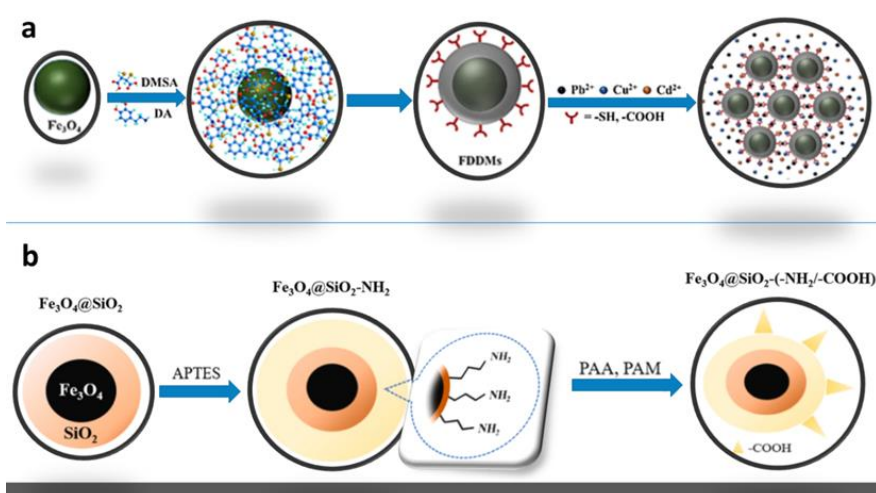 a
Fe₃O₄
DMSA
DA
FDDMs
Pb²⁺ Cu²⁺ Cd²⁺
= -SH, -COOH
b
Fe₃O₄@SiO₂
Fe₃O₄
SiO₂
APTES
Fe₃O₄@SiO₂-NH₂
NH₂
NH₂
NH₂
PAA, PAM
Fe₃O₄@SiO₂-(-NH₂/-COOH)
-COOH